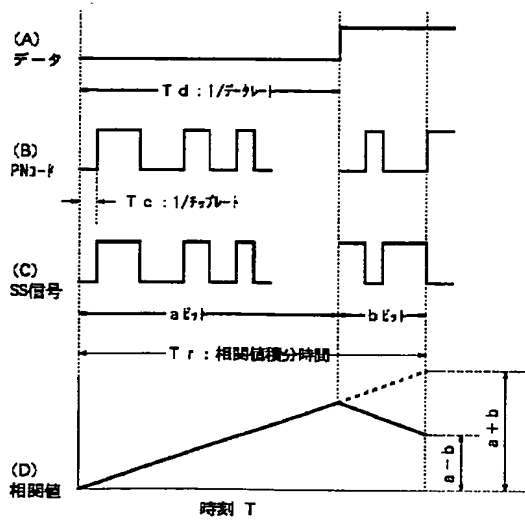 (A)
データ
Td:1/データレート
(B)
PNコード
Tc:1/チップレート
(C)
SS信号
aビット
bビット
Tr:相関値積分時間
a-b
a+b
(D)
相関値
時刻 T